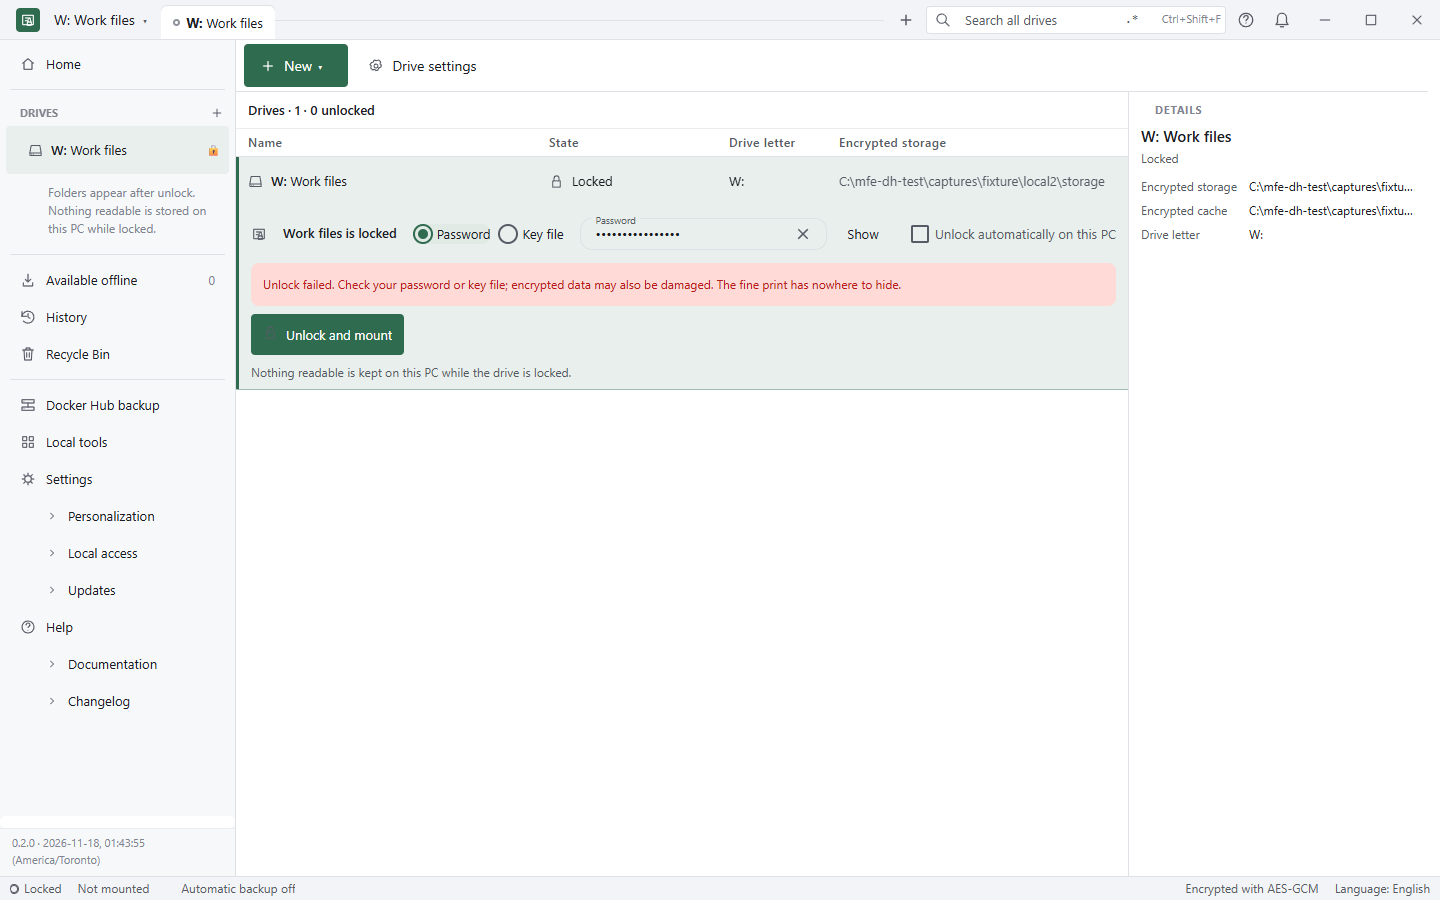 W: Work files
W: Work files
Search all drives
.*
Ctrl+Shift+F
Home
DRIVES
W: Work files
Folders appear after unlock.
Nothing readable is stored on
this PC while locked.
Available offline 0
History
Recycle Bin
Docker Hub backup
Local tools
Settings
Personalization
Local access
Updates
Help
Documentation
Changelog
0.2.0 · 2026-11-18, 01:43:55
(America/Toronto)
New
Drive settings
Drives · 1 · 0 unlocked
Name State Drive letter Encrypted storage
W: Work files Locked W: C:\mfe-dh-test\captures\fixture\local2\storage
Work files is locked Password Key file Password •••••••••••••••• Show Unlock automatically on this PC
Unlock failed. Check your password or key file; encrypted data may also be damaged. The fine print has nowhere to hide.
Unlock and mount
Nothing readable is kept on this PC while the drive is locked.
DETAILS
W: Work files
Locked
Encrypted storage C:\mfe-dh-test\captures\fixtu...
Encrypted cache C:\mfe-dh-test\captures\fixtu...
Drive letter W:
Locked Not mounted Automatic backup off Encrypted with AES-GCM Language: English